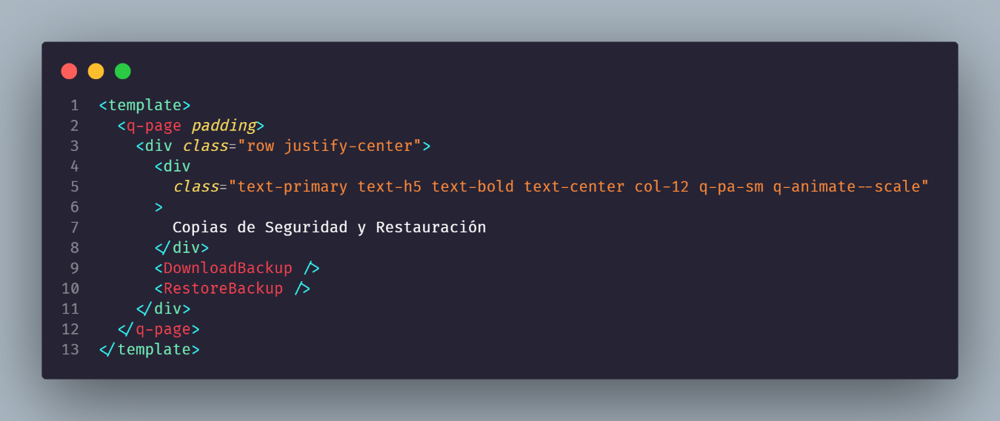 1 <template>
2   <q-page padding>
3     <div class="row justify-center">
4       <div
5         class="text-primary text-h5 text-bold text-center col-12 q-pa-sm q-animate--scale"
6       >
7         Copias de Seguridad y Restauración
8       </div>
9       <DownloadBackup />
10       <RestoreBackup />
11     </div>
12   </q-page>
13 </template>